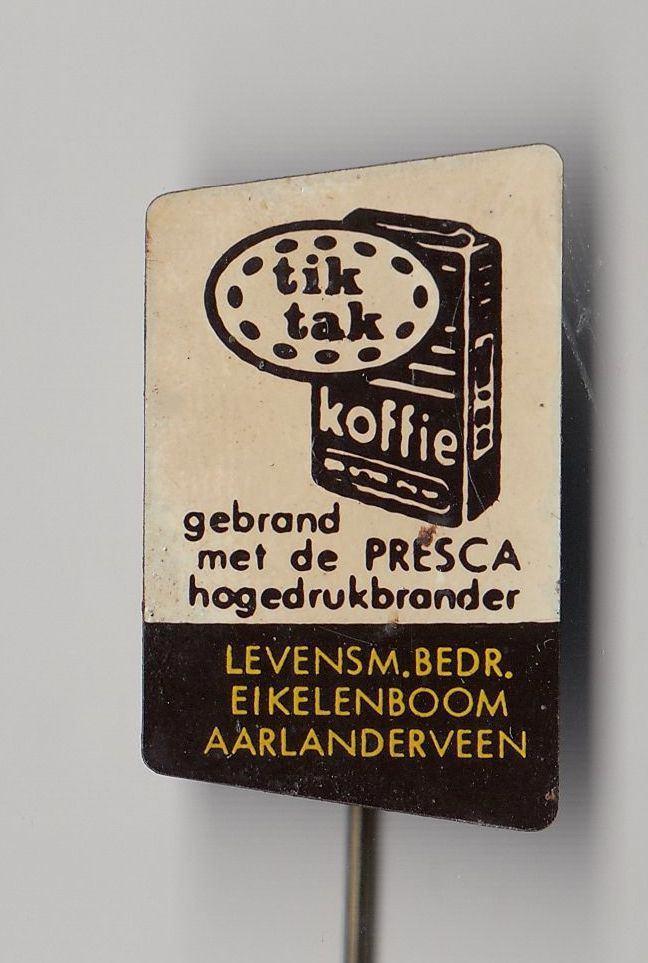 tik
tak
koffie
gebrand
met de PRESCA
hogedrukbrander
LEVENSM.BEDR.
EIKELENBOOM
AARLANDERVEEN